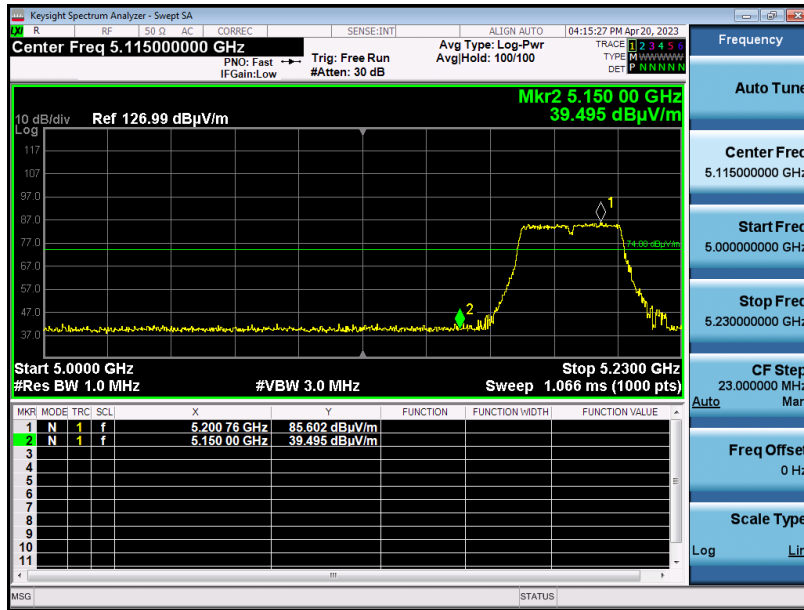 Keysight Spectrum Analyzer - Swept SA
LXI R RF 50 Ω AC CORREC SENSE:INT ALIGN AUTO 04:15:27 PM Apr 20, 2023
Center Freq 5.115000000 GHz
PNO: Fast
IFGain:Low
Trig: Free Run
#Atten: 30 dB
Avg Type: Log-Pwr
Avg|Hold: 100/100
TRACE 1 2 3 4 5 6
TYPE M WWWWW
DET P N N N N N
Mkr2 5.150 00 GHz
39.495 dBµV/m
10 dB/div Ref 126.99 dBµV/m
Log
117
107
97.0
87.0
77.0
67.0
57.0
47.0
37.0
1
2
74.00 dBµV/m
Start 5.0000 GHz Stop 5.2300 GHz
#Res BW 1.0 MHz #VBW 3.0 MHz Sweep 1.066 ms (1000 pts)
MKR MODE TRC SCL X Y FUNCTION FUNCTION WIDTH FUNCTION VALUE
1 N 1 f 5.200 76 GHz 85.602 dBµV/m
2 N 1 f 5.150 00 GHz 39.495 dBµV/m
3
4
5
6
7
8
9
10
11
MSG STATUS
Frequency
Auto Tune
Center Freq
5.115000000 GHz
Start Freq
5.000000000 GHz
Stop Freq
5.230000000 GHz
CF Step
23.000000 MHz
Auto Man
Freq Offset
0 Hz
Scale Type
Log Lin